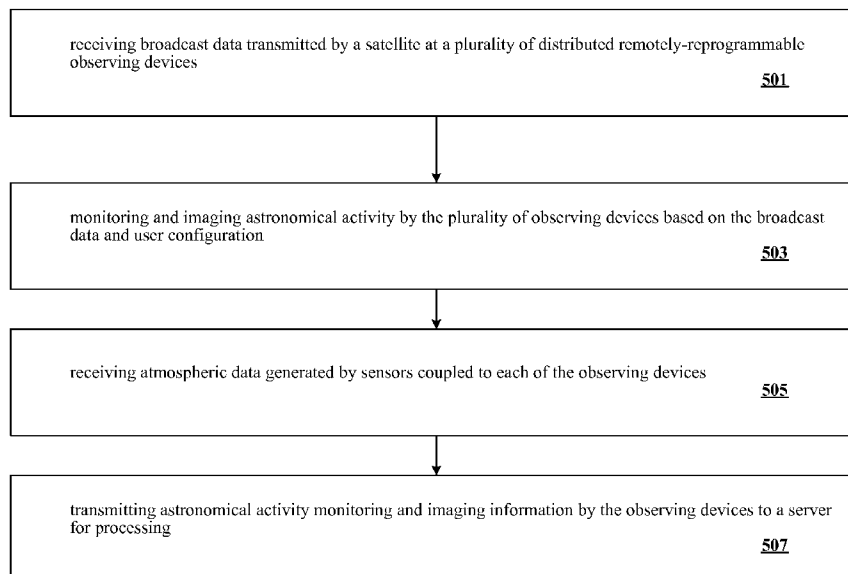 receiving broadcast data transmitted by a satellite at a plurality of distributed remotely-reprogrammable
observing devices
501
monitoring and imaging astronomical activity by the plurality of observing devices based on the broadcast
data and user configuration
503
receiving atmospheric data generated by sensors coupled to each of the observing devices
505
transmitting astronomical activity monitoring and imaging information by the observing devices to a server
for processing
507